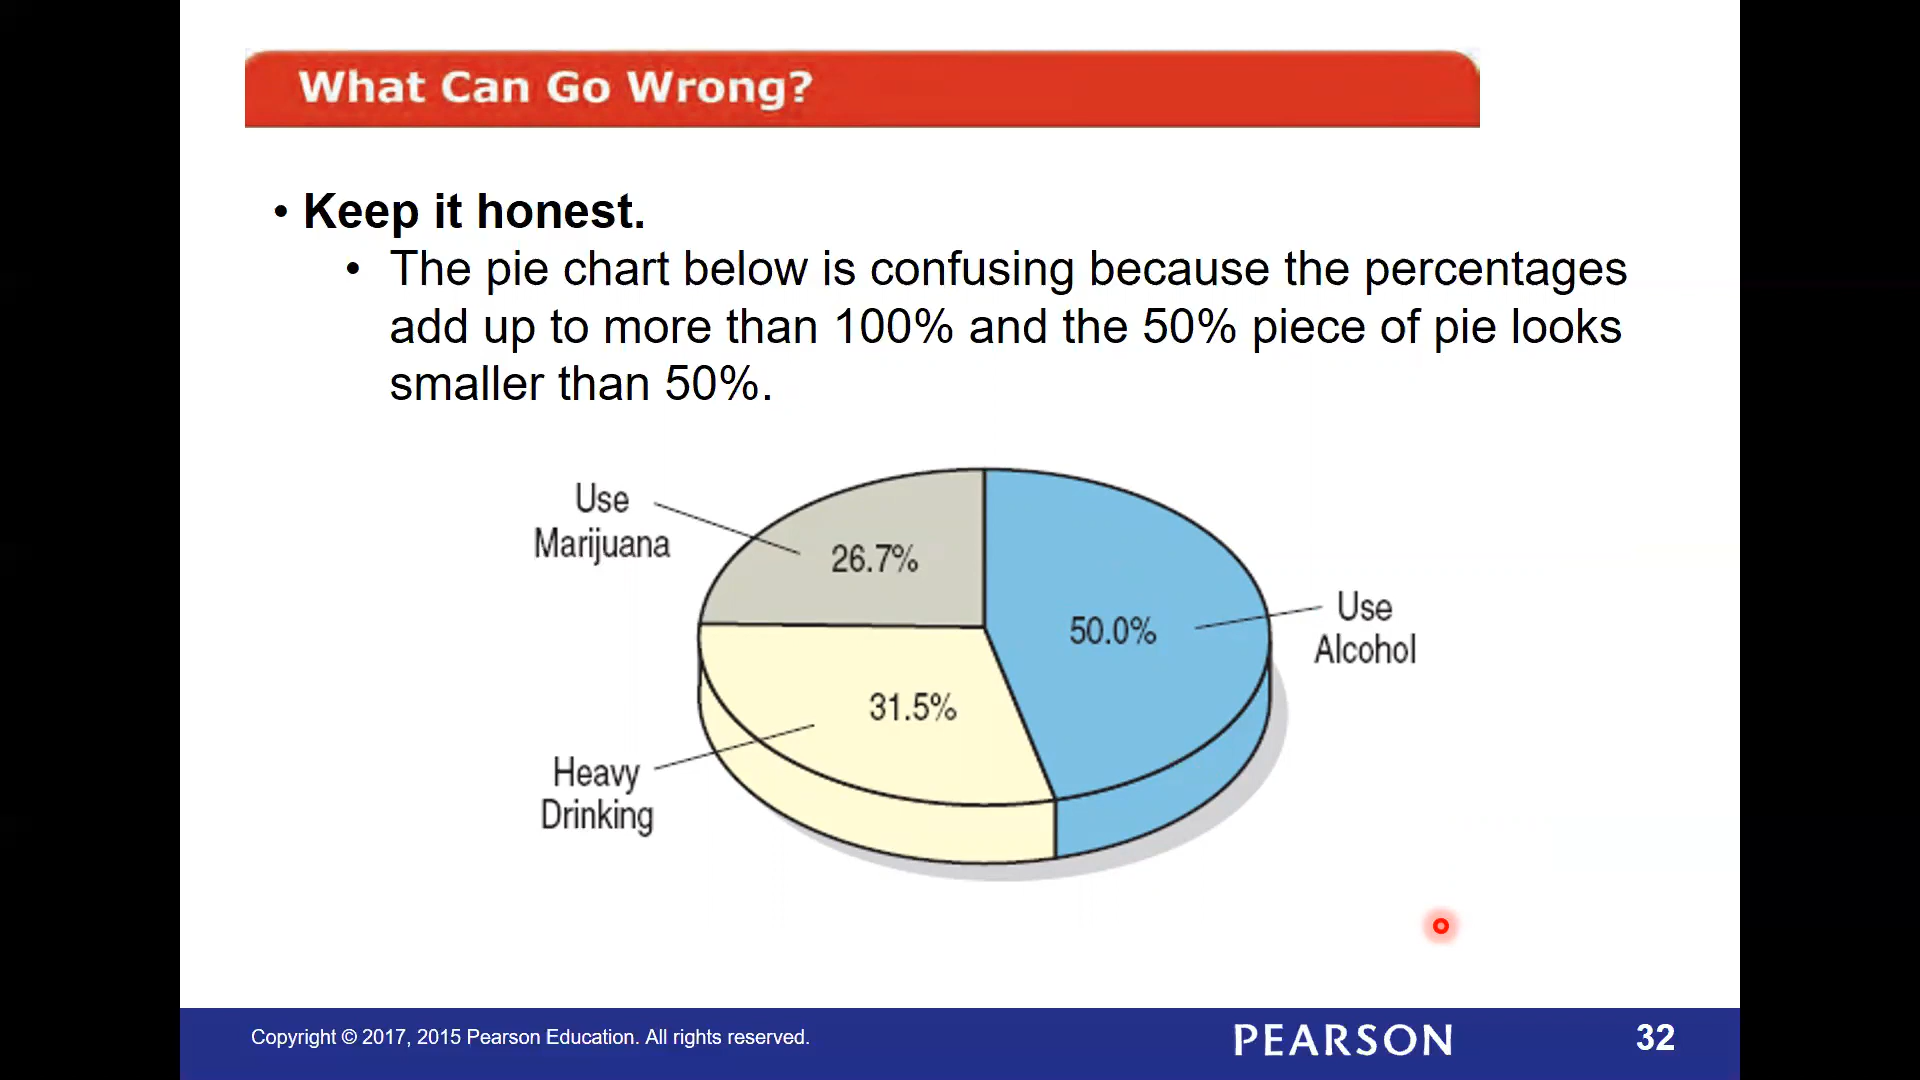 What Can Go Wrong?
• Keep it honest.
• The pie chart below is confusing because the percentages
add up to more than 100% and the 50% piece of pie looks
smaller than 50%.
Use
Marijuana
26.7%
50.0%
Use
Alcohol
31.5%
Heavy
Drinking
Copyright © 2017, 2015 Pearson Education. All rights reserved.
PEARSON
32